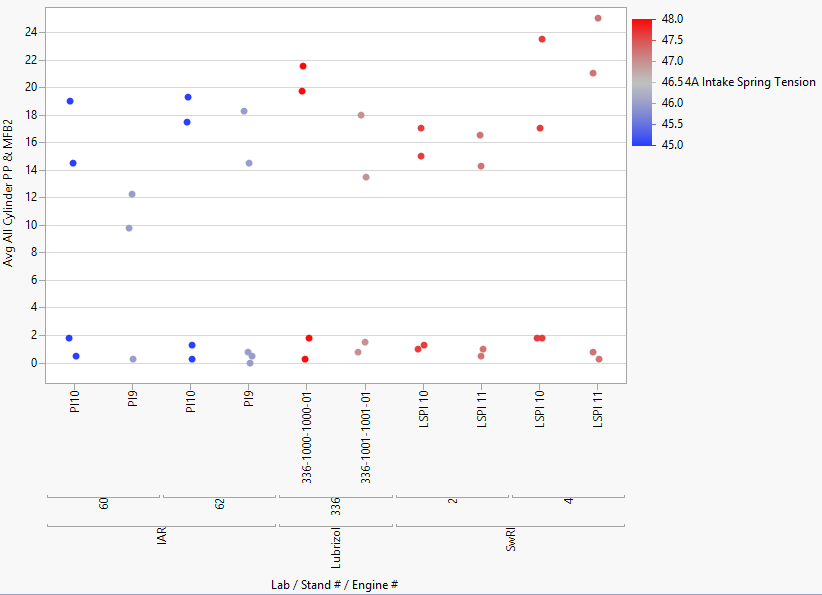 Avg All Cylinder PP & MFB2
24
22
20
18
16
14
12
10
8
6
4
2
0
48.0
47.5
47.0
46.5
46.0
45.5
45.0
4A Intake Spring Tension
PI10
PI9
PI10
PI9
336-1000-1000-01
336-1001-1001-01
LSPI 10
LSPI 11
LSPI 10
LSPI 11
60
62
336
2
4
IAR
Lubrizol
SwRI
Lab / Stand # / Engine #